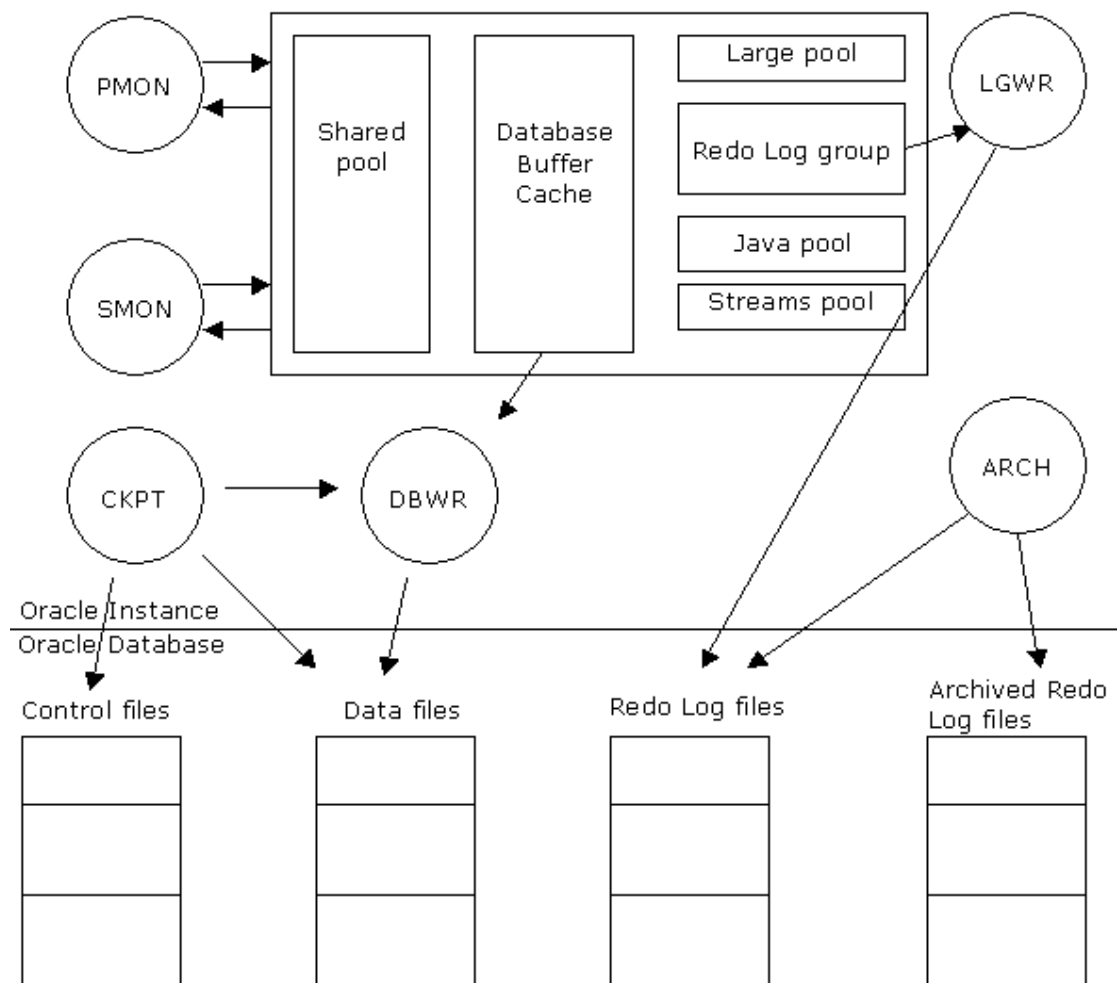 PMON
Shared
pool
Database
Buffer
Cache
Large pool
Redo Log group
Java pool
Streams pool
LGWR
SMON
CKPT
DBWR
ARCH
Oracle Instance
Oracle Database
Control files
Data files
Redo Log files
Archived Redo
Log files